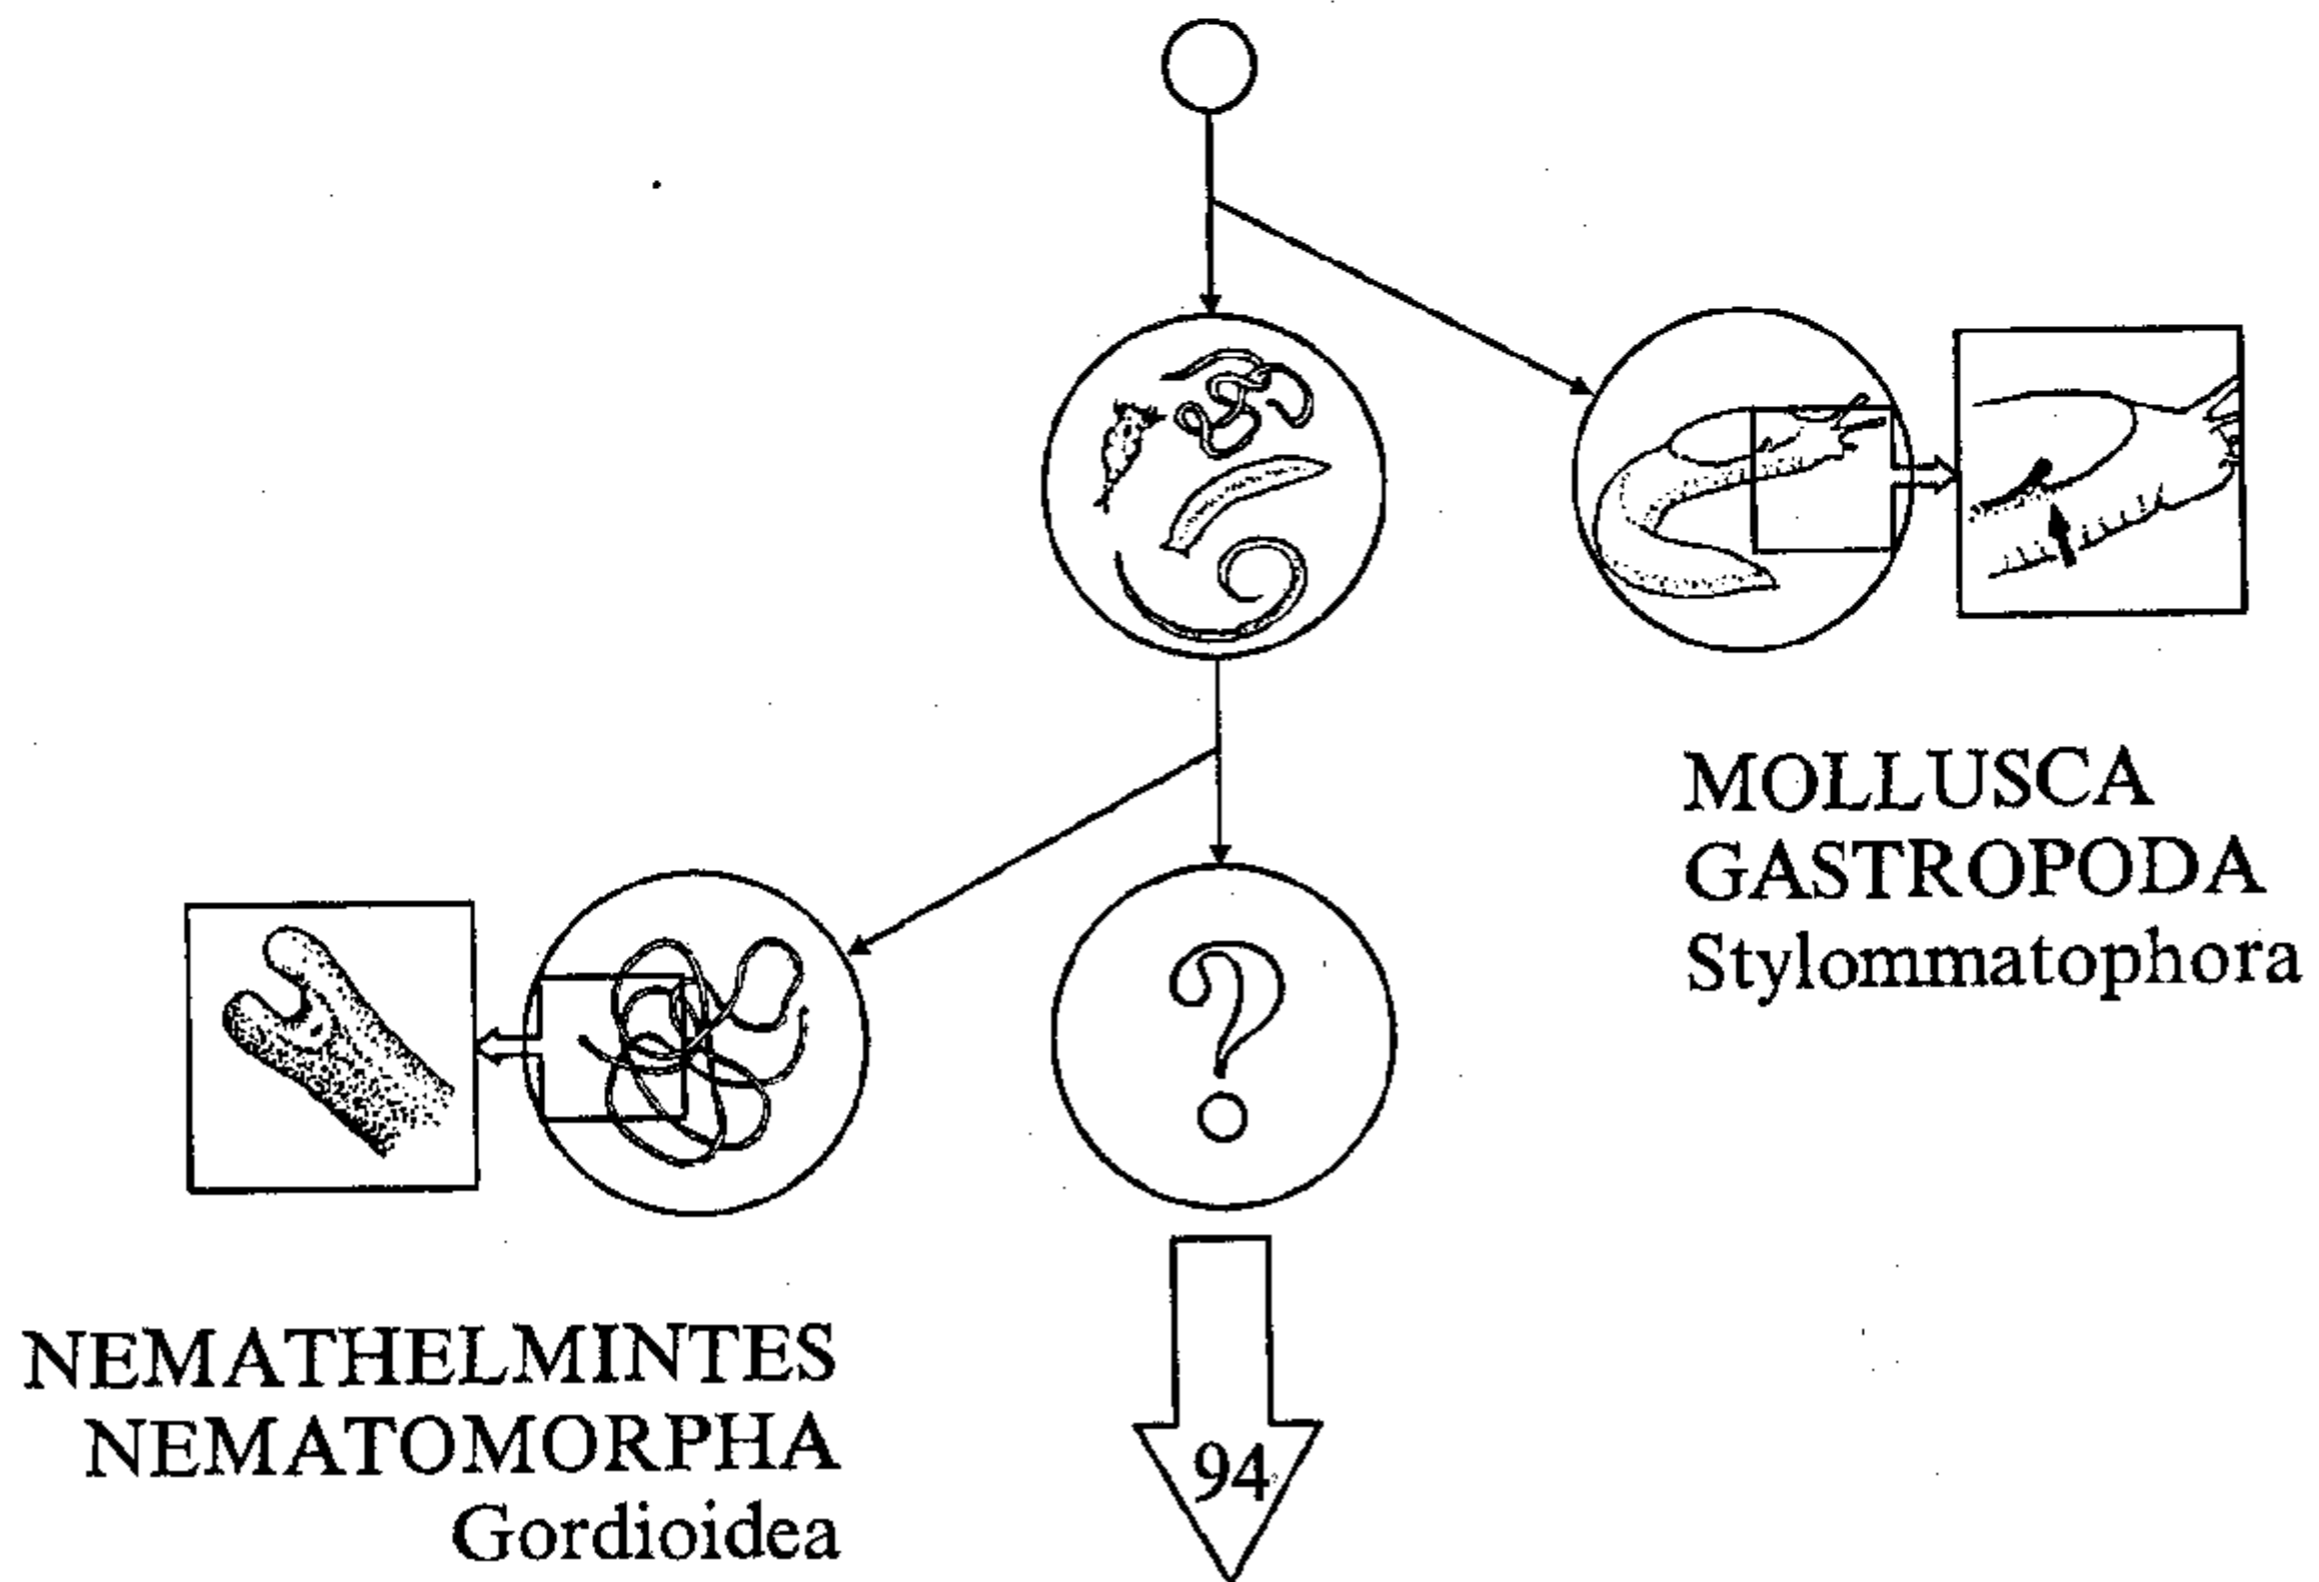 MOLLUSCA
GASTROPODA
Stylommatophora
?
NEMATHELMINTES
NEMATOMORPHA
Gordioidea
94